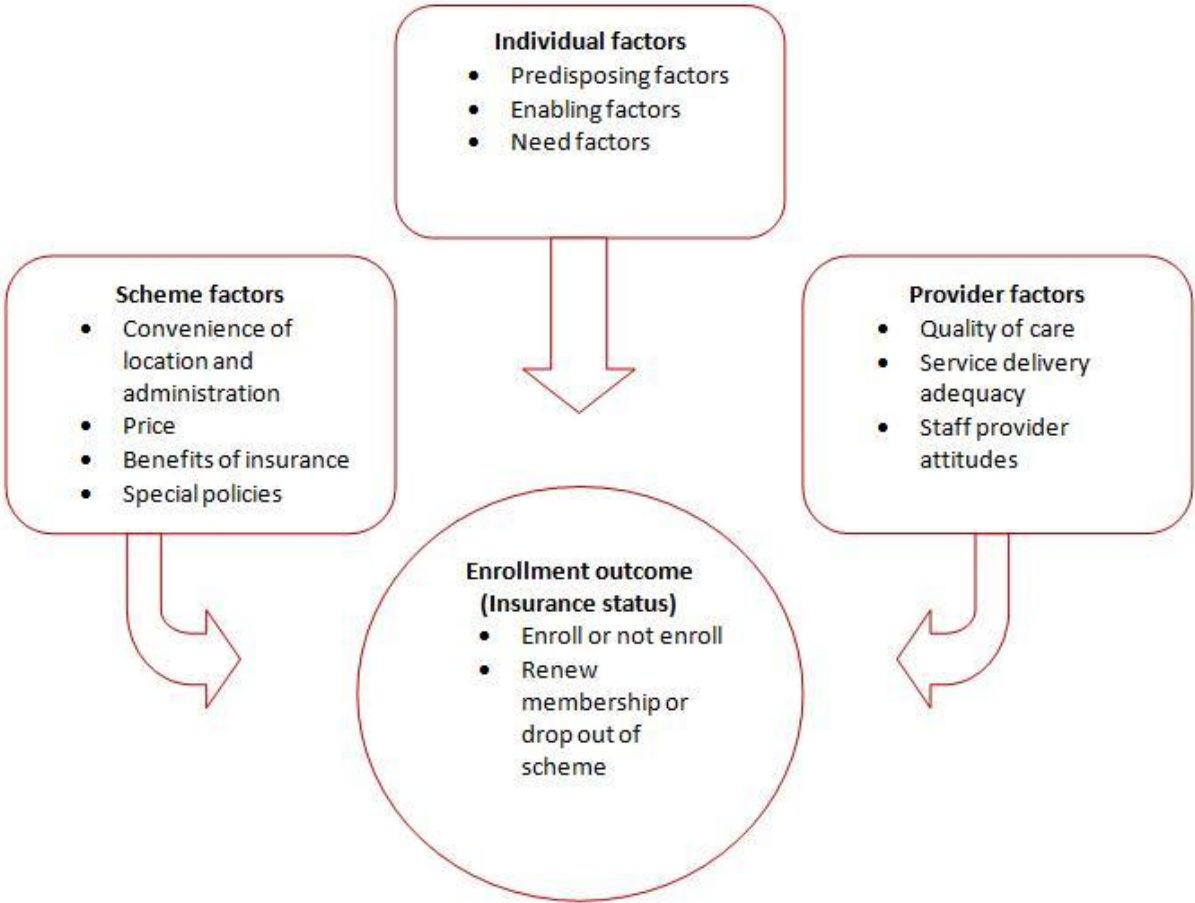 Individual factors
• Predisposing factors
• Enabling factors
• Need factors
Scheme factors
• Convenience of
location and
administration
• Price
• Benefits of insurance
• Special policies
Provider factors
• Quality of care
• Service delivery
adequacy
• Staff provider
attitudes
Enrollment outcome
(Insurance status)
• Enroll or not enroll
• Renew
membership or
drop out of
scheme